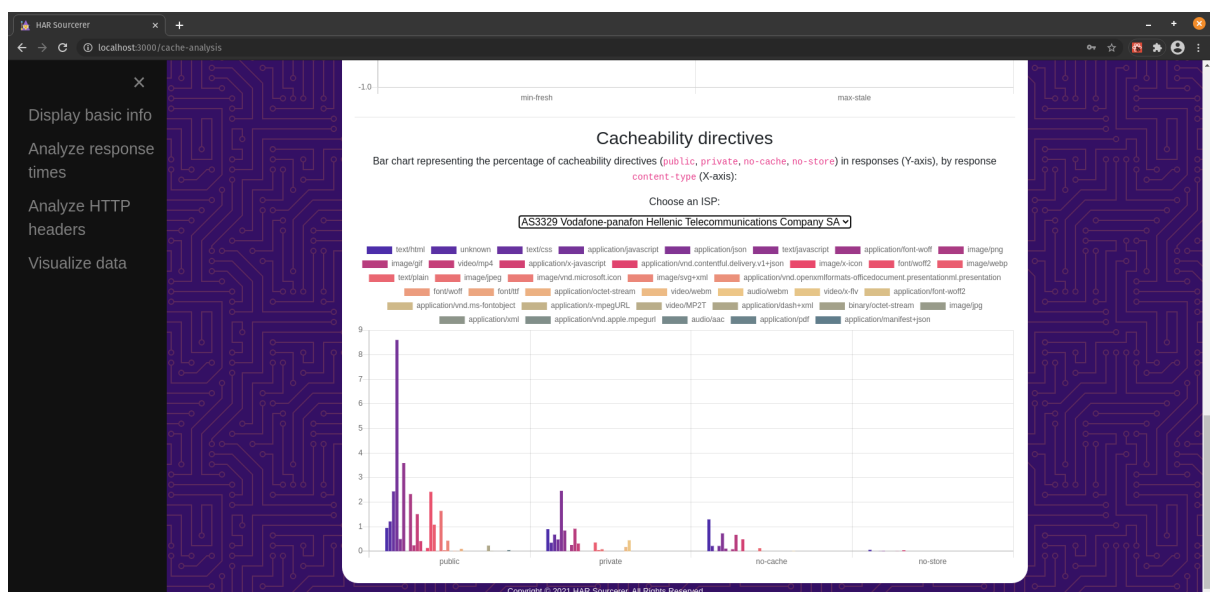 HAR Sourcerer
localhost:3000/cache-analysis
Display basic info
Analyze response
times
Analyze HTTP
headers
Visualize data
-1.0
min-fresh max-stale
Cacheability directives
Bar chart representing the percentage of cacheability directives (public, private, no-cache, no-store) in responses (Y-axis), by response
content-type (X-axis):
Choose an ISP:
AS3329 Vodafone-panafon Hellenic Telecommunications Company SA
text/html unknown text/css application/javascript application/json text/javascript application/font-woff image/png
image/gif video/mp4 application/x-javascript application/vnd.contentful.delivery.v1+json image/x-icon font/woff2 image/webp
text/plain image/jpeg image/vnd.microsoft.icon image/svg+xml application/vnd.openxmlformats-officedocument.presentationml.presentation
font/woff font/ttf application/octet-stream video/webm audio/webm video/x-flv application/font-woff2
application/vnd.ms-fontobject application/x-mpegURL video/MP2T application/dash+xml binary/octet-stream image/jpg
application/xml application/vnd.apple.mpegurl audio/aac application/pdf application/manifest+json
9
8
7
6
5
4
3
2
1
0
public private no-cache no-store
Copyright © 2021 HAR Sourcerer. All Rights Reserved.